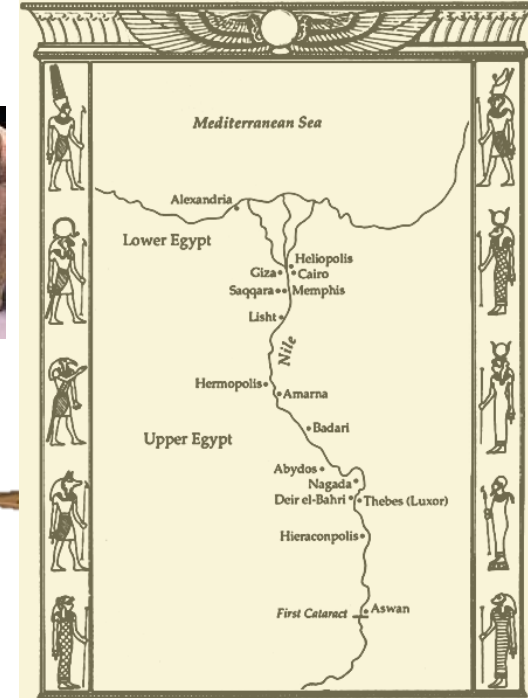 Mediterranean Sea
Alexandria
Lower Egypt
Heliopolis
Giza Cairo
Saqqara Memphis
Lisht
Nile
Hermopolis
Amarna
Badari
Upper Egypt
Abydos
Nagada
Deir el-Bahri Thebes (Luxor)
Hieraconpolis
First Cataract Aswan